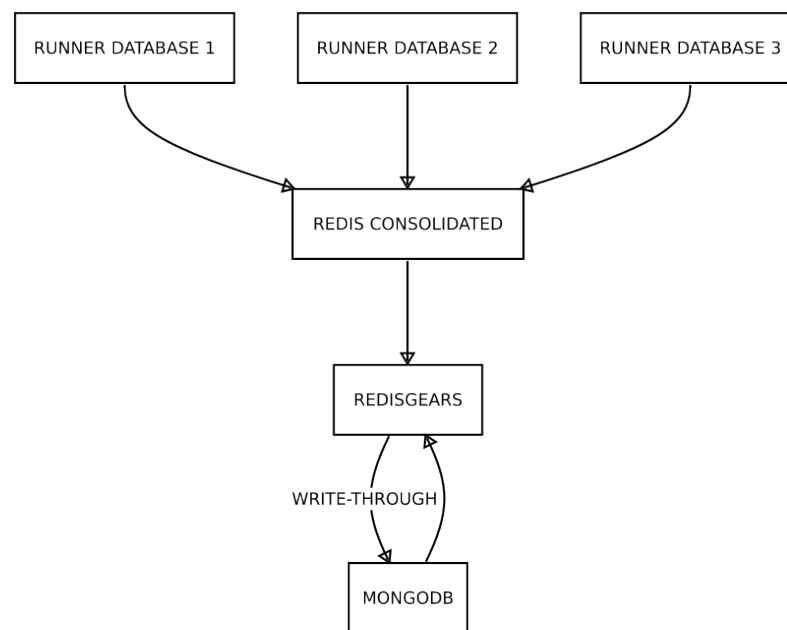 RUNNER DATABASE 1
RUNNER DATABASE 2
RUNNER DATABASE 3
REDIS CONSOLIDATED
REDISGEARS
WRITE-THROUGH
MONGODB